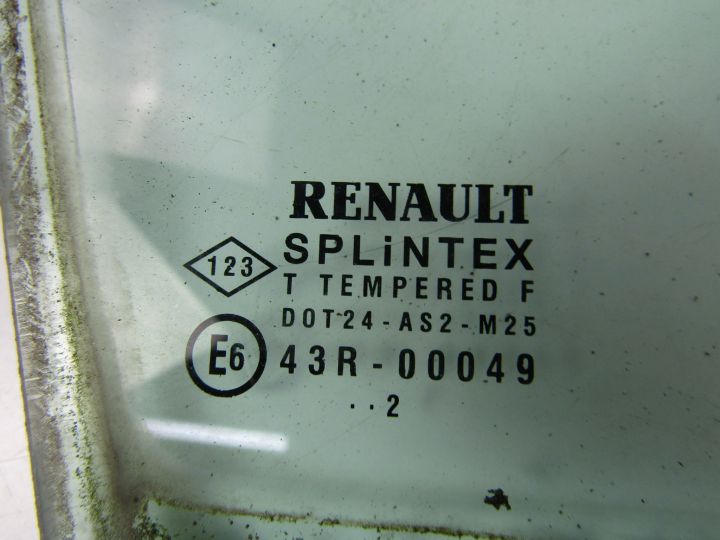 RENAULT
SPLiNTEX
123
T TEMPERED F
DOT24-AS2-M25
E6 43R-00049
..2